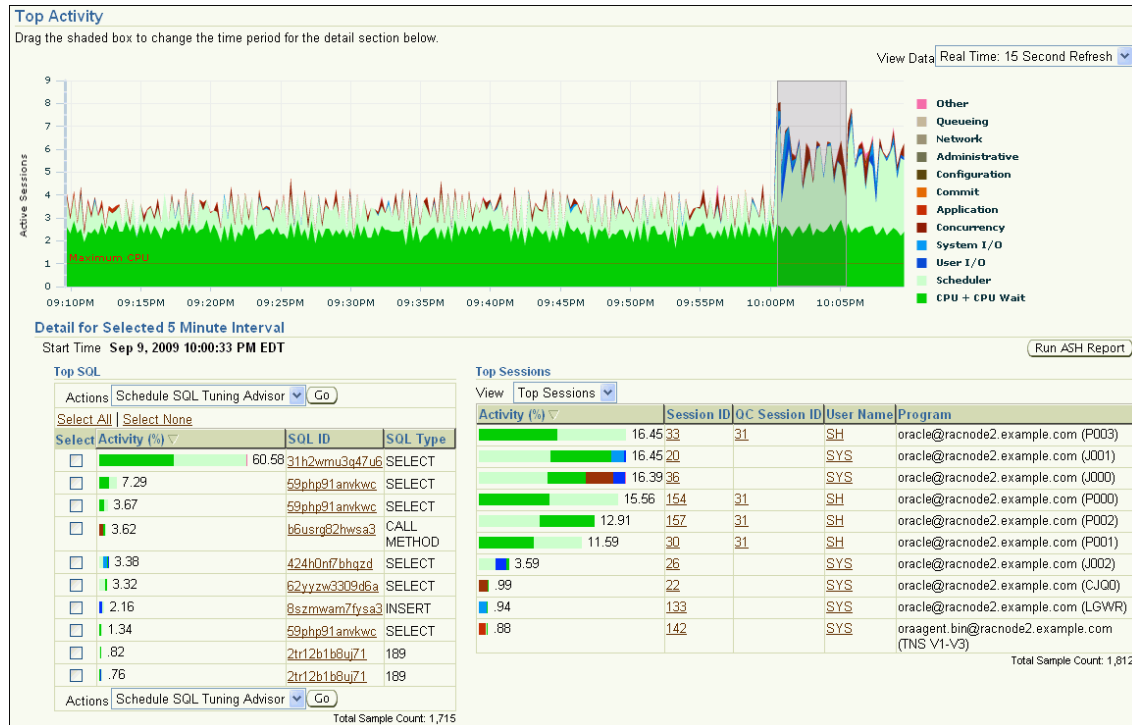 Top Activity
Drag the shaded box to change the time period for the detail section below.
View Data Real Time: 15 Second Refresh
9
8
7
6
5
4
3
2
1
0
Active Sessions
Maximum CPU
09:10PM 09:15PM 09:20PM 09:25PM 09:30PM 09:35PM 09:40PM 09:45PM 09:50PM 09:55PM 10:00PM 10:05PM
Other
Queueing
Network
Administrative
Configuration
Commit
Application
Concurrency
System I/O
User I/O
Scheduler
CPU + CPU Wait
Detail for Selected 5 Minute Interval
Start Time Sep 9, 2009 10:00:33 PM EDT
Run ASH Report
Top SQL
Actions Schedule SQL Tuning Advisor Go
Select All | Select None
Select Activity (%) SQL ID SQL Type
60.58 31h2wmu3q47u6 SELECT
7.29 59php91anvkwc SELECT
3.67 59php91anvkwc SELECT
3.62 b6usrg82hwsa3 CALL
METHOD
3.38 424h0nf7bhqzd SELECT
3.32 62yyzw3309d6a SELECT
2.16 8szmwam7fysa3 INSERT
1.34 59php91anvkwc SELECT
.82 2tr12b1b8uj71 189
.76 2tr12b1b8uj71 189
Actions Schedule SQL Tuning Advisor Go
Total Sample Count: 1,715
Top Sessions
View Top Sessions
Activity (%) Session ID QC Session ID User Name Program
16.45 33 31 SH oracle@racnode2.example.com (P003)
16.45 20 SYS oracle@racnode2.example.com (J001)
16.39 36 SYS oracle@racnode2.example.com (J000)
15.56 154 31 SH oracle@racnode2.example.com (P000)
12.91 157 31 SH oracle@racnode2.example.com (P002)
11.59 30 31 SH oracle@racnode2.example.com (P001)
3.59 26 SYS oracle@racnode2.example.com (J002)
.99 22 SYS oracle@racnode2.example.com (CJQ0)
.94 133 SYS oracle@racnode2.example.com (LGWR)
.88 142 SYS oraagent.bin@racnode2.example.com
(TNS V1-V3)
Total Sample Count: 1,812